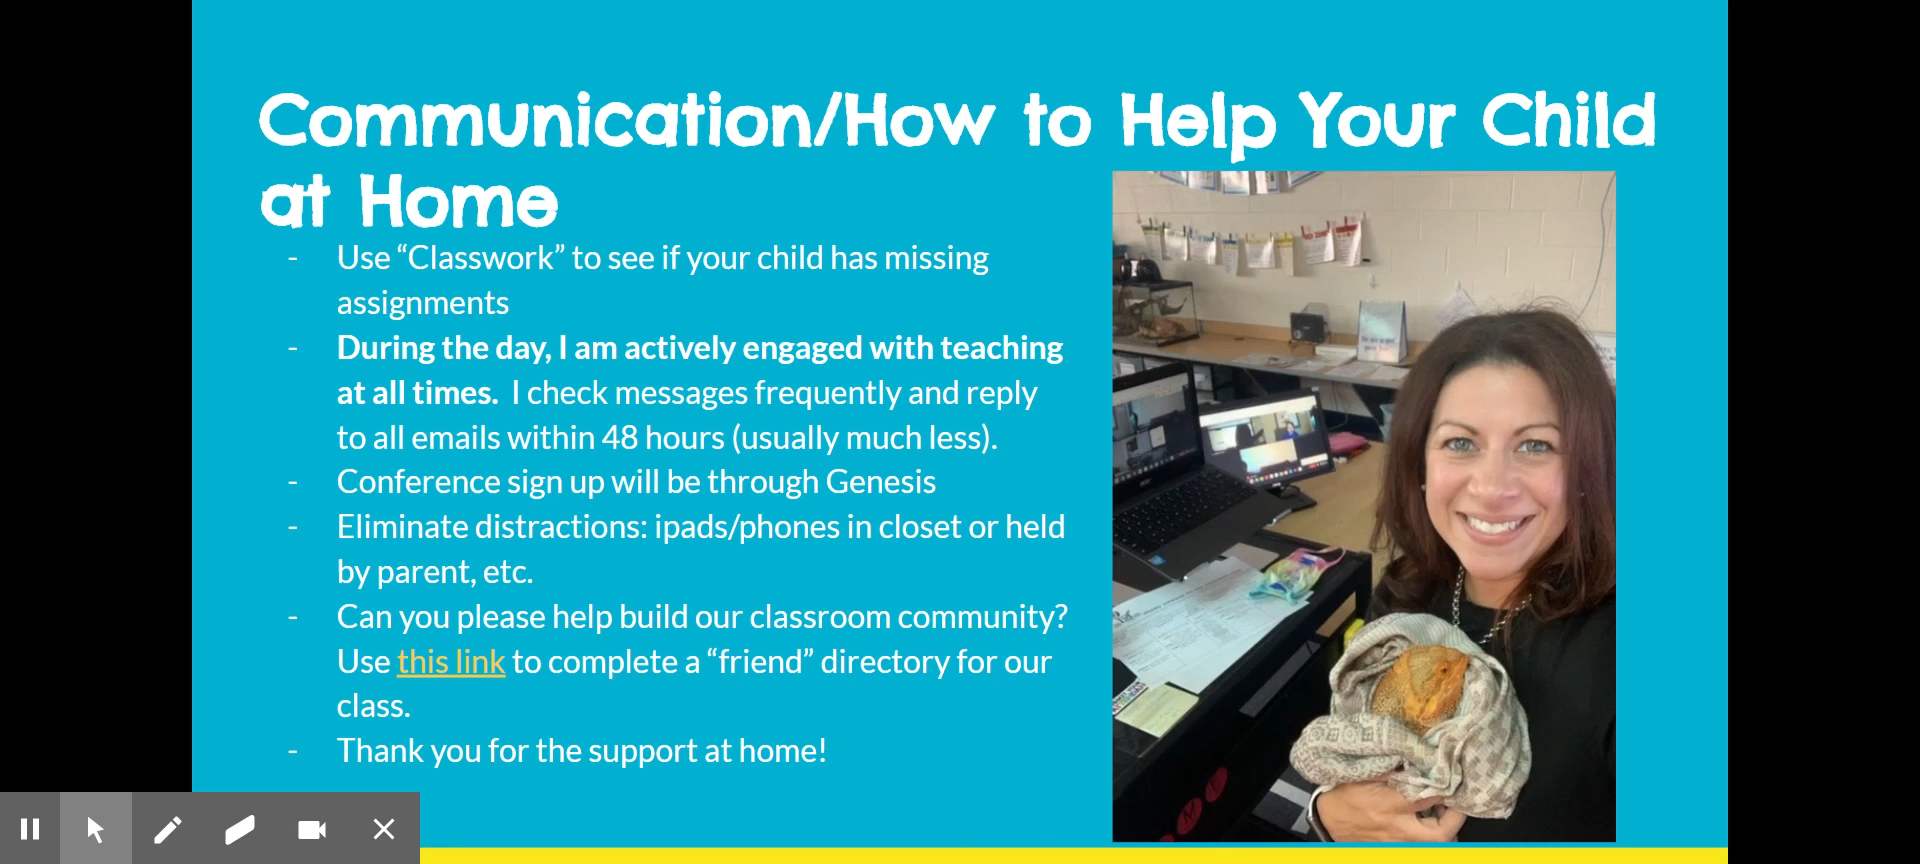 Communication/How to Help Your Child
at Home
- Use “Classwork” to see if your child has missing
assignments
- During the day, I am actively engaged with teaching
at all times. I check messages frequently and reply
to all emails within 48 hours (usually much less).
- Conference sign up will be through Genesis
- Eliminate distractions: ipads/phones in closet or held
by parent, etc.
- Can you please help build our classroom community?
Use this link to complete a “friend” directory for our
class.
- Thank you for the support at home!